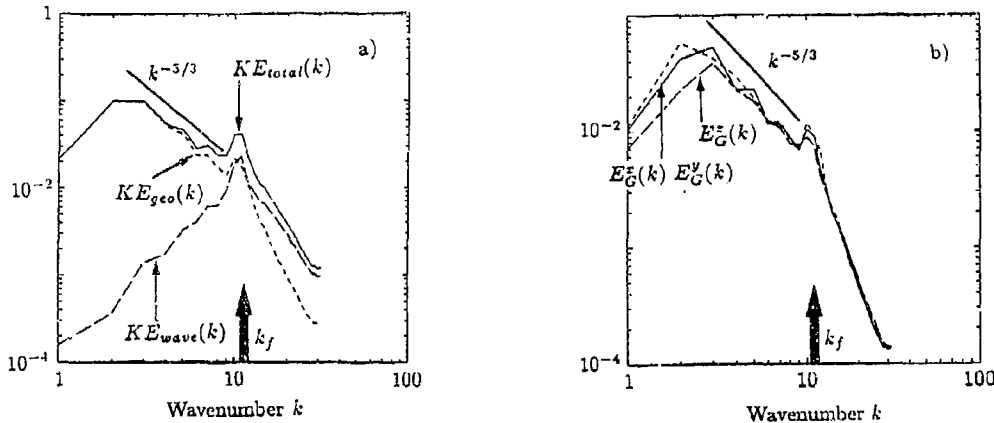 1
a)
k^{-5/3}
KE_{total}(k)
10^{-2}
KE_{geo}(k)
KE_{wave}(k)
k_f
10^{-4}
1
10
100
Wavenumber k
b)
k^{-5/3}
10^{-2}
E_G^z(k)
E_G^x(k) E_G^y(k)
k_f
10^{-4}
1
10
100
Wavenumber k